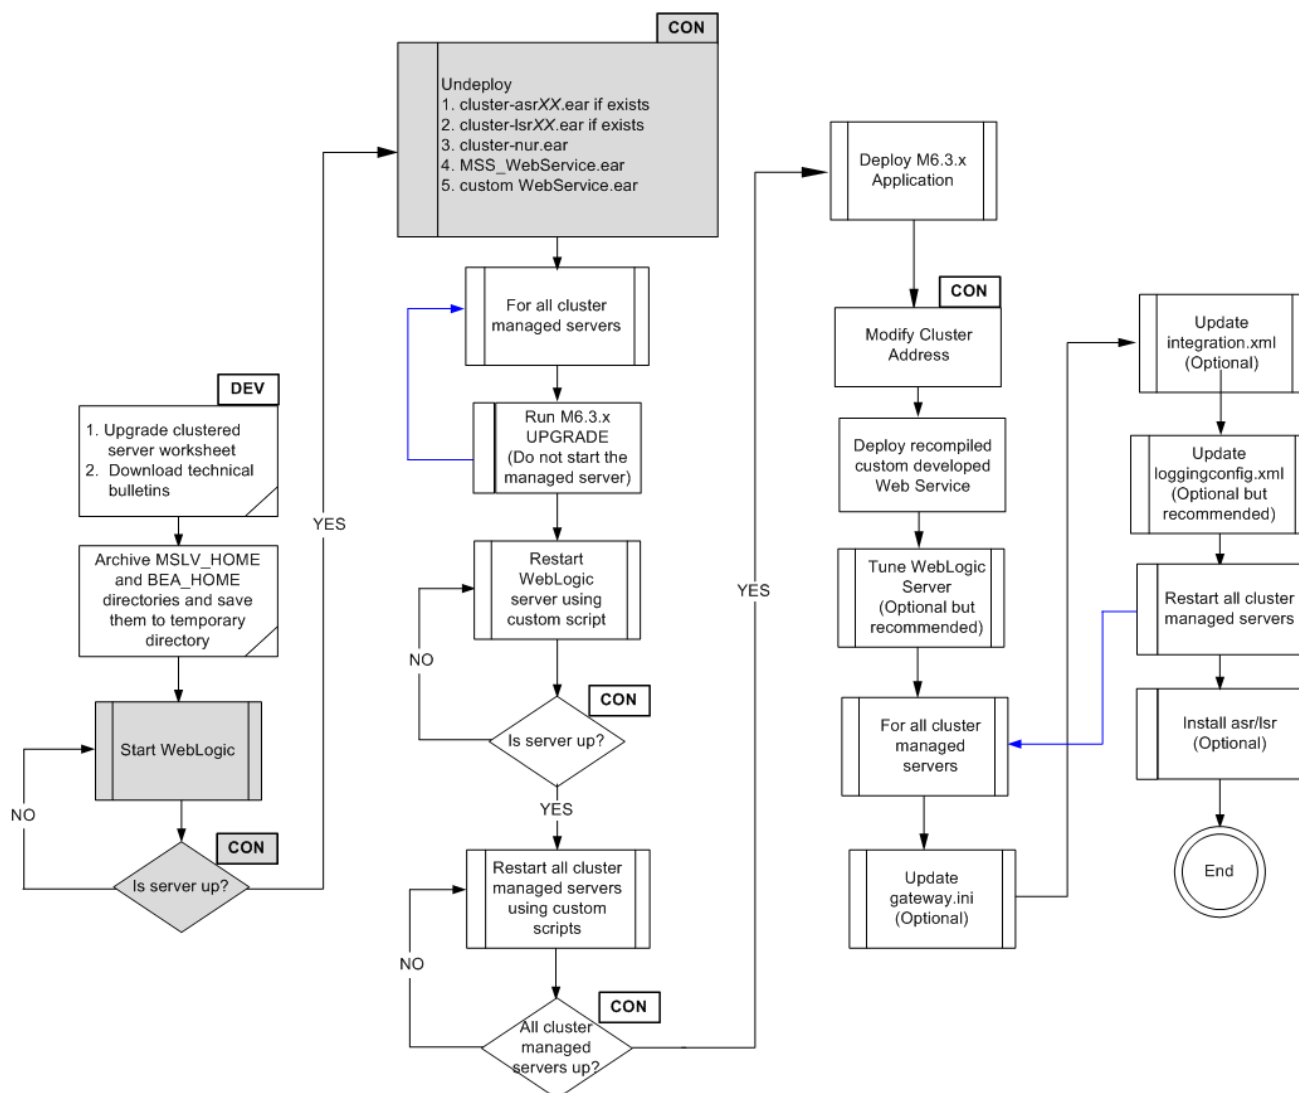 DEV
1. Upgrade clustered
server worksheet
2. Download technical
bulletins
Archive MSLV_HOME
and BEA_HOME
directories and save
them to temporary
directory
Start WebLogic
NO
CON
Is server up?
YES
CON
Undeploy
1. cluster-asrXX.ear if exists
2. cluster-lsrXX.ear if exists
3. cluster-nur.ear
4. MSS_WebService.ear
5. custom WebService.ear
For all cluster
managed servers
Run M6.3.x
UPGRADE
(Do not start the
managed server)
Restart
WebLogic
server using
custom script
NO
CON
Is server up?
YES
Restart all cluster
managed servers
using custom
scripts
NO
CON
All cluster
managed
servers up?
YES
Deploy M6.3.x
Application
CON
Modify Cluster
Address
Deploy recompiled
custom developed
Web Service
Tune WebLogic
Server
(Optional but
recommended)
For all cluster
managed
servers
Update
gateway.ini
(Optional)
Update
integration.xml
(Optional)
Update
loggingconfig.xml
(Optional but
recommended)
Restart all cluster
managed servers
Install asr/lsr
(Optional)
End